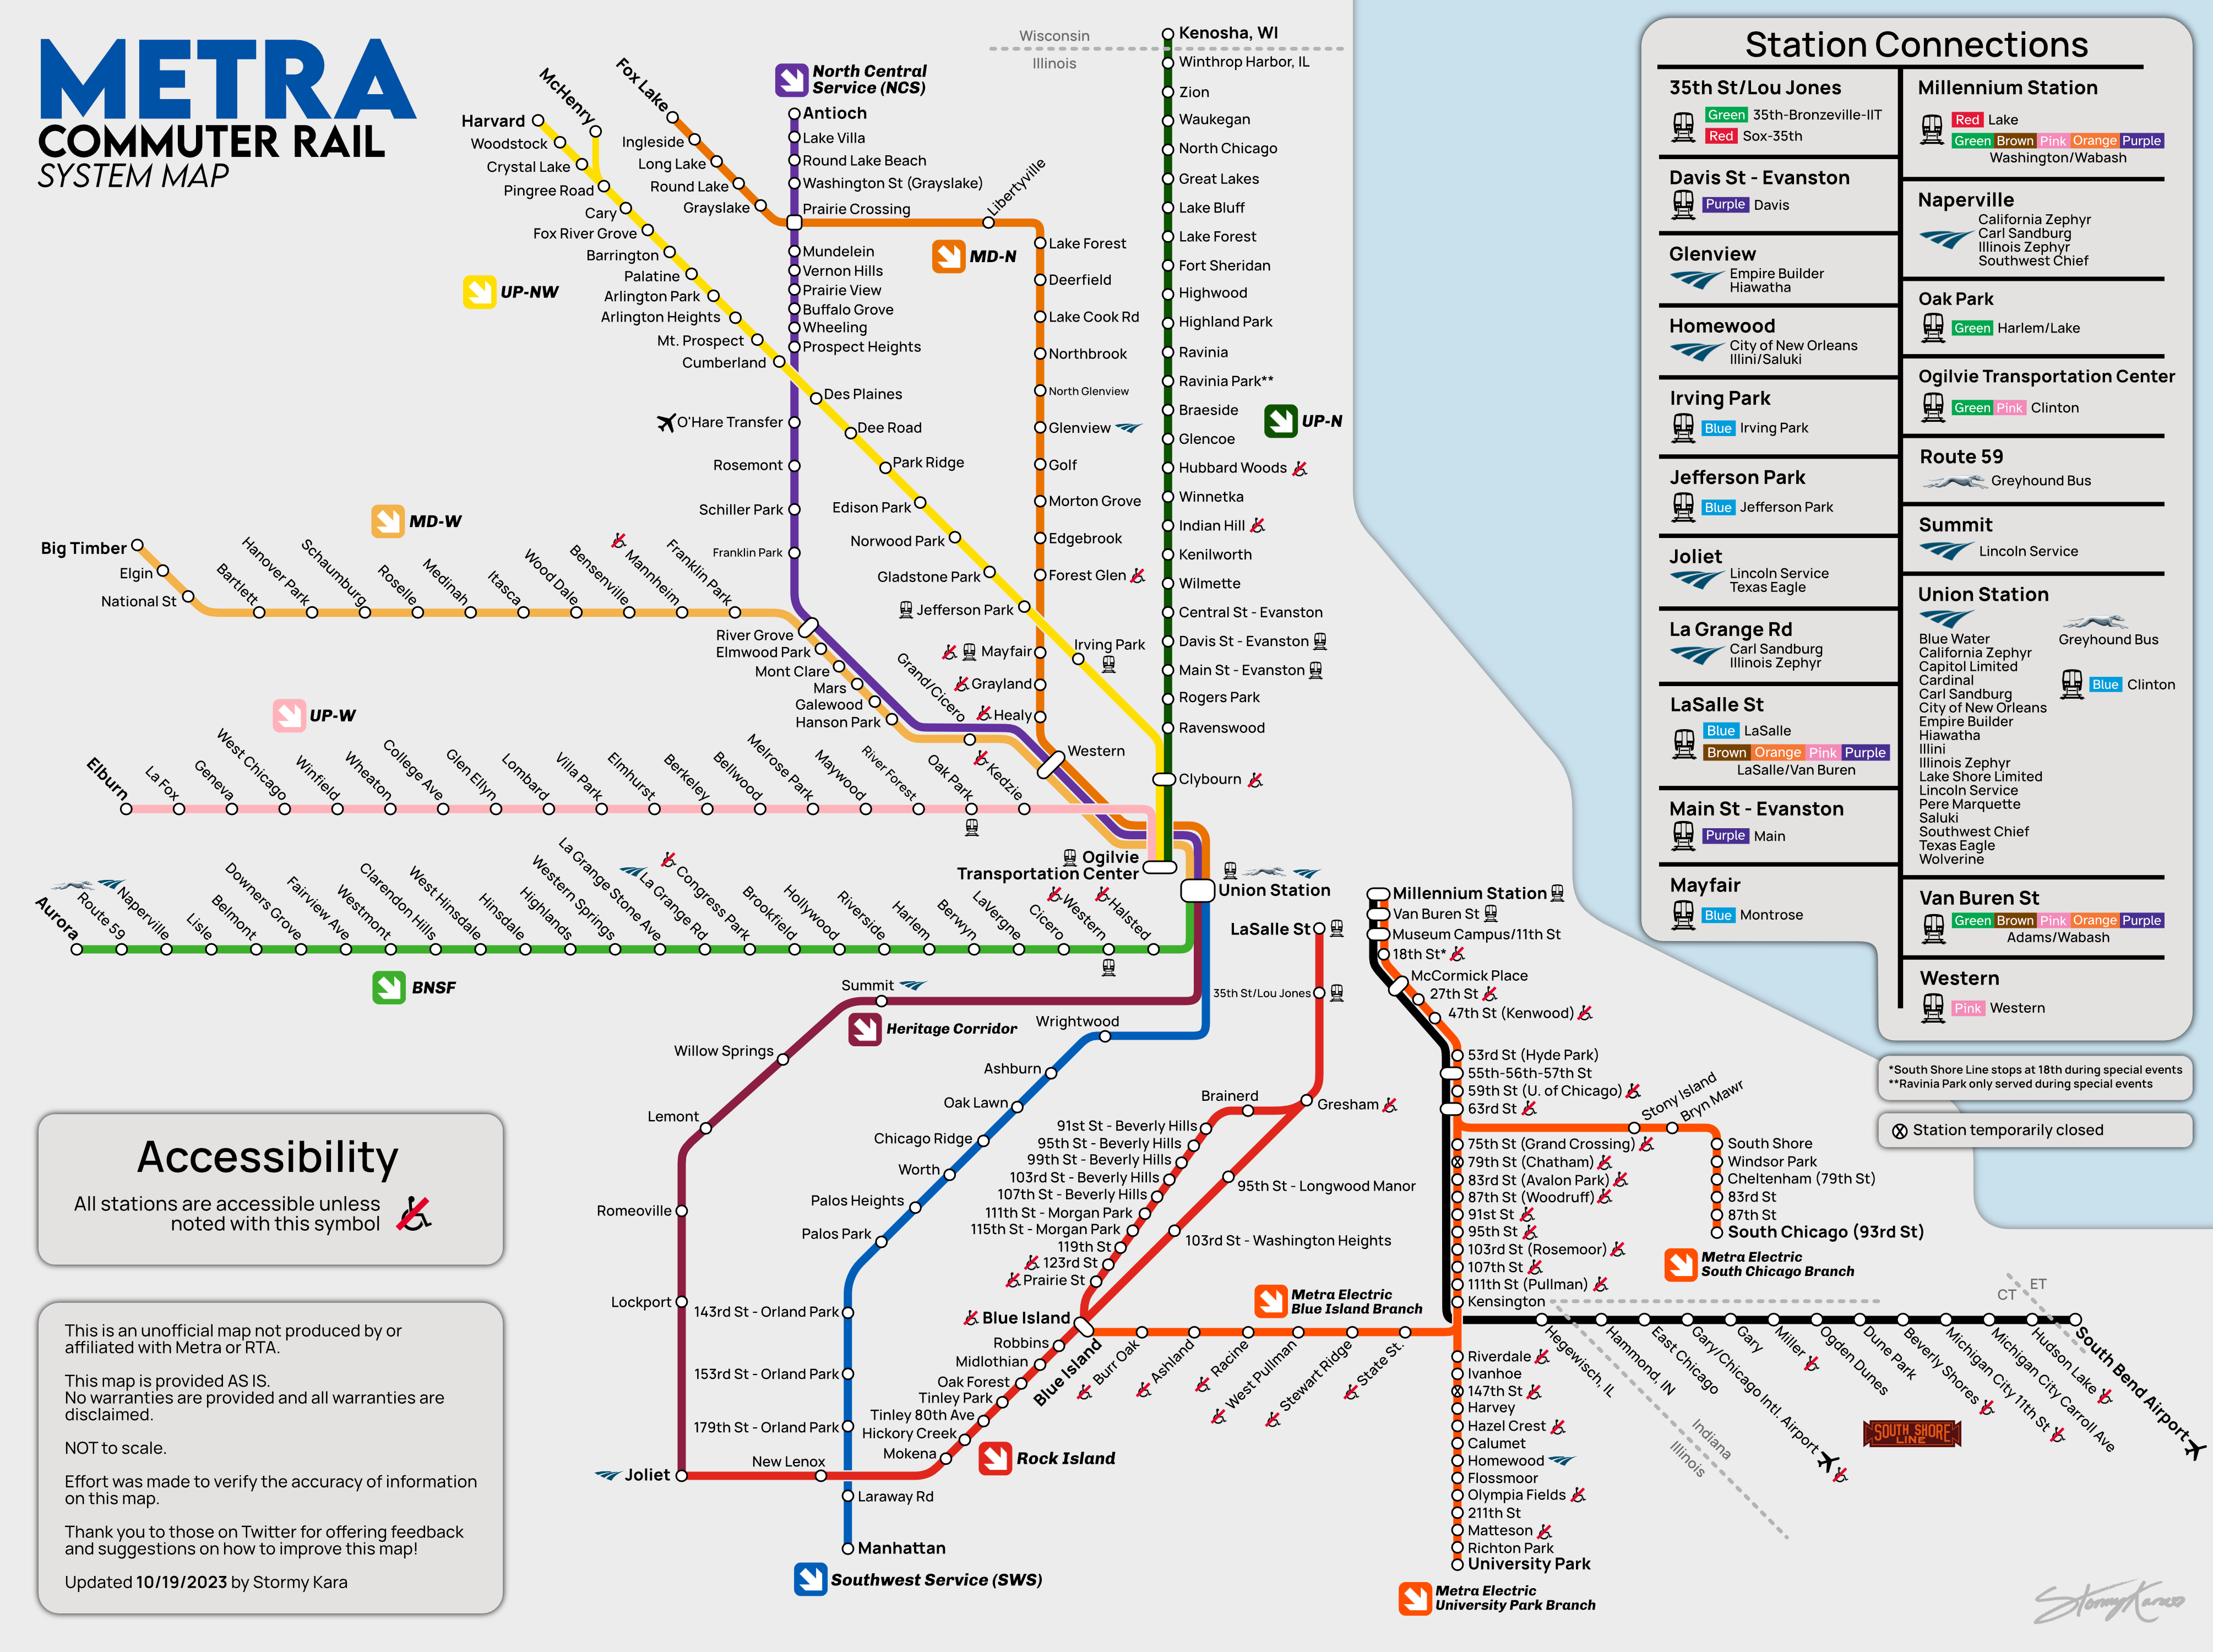 METRA
COMMUTER RAIL
SYSTEM MAP
Wisconsin
Illinois
North Central
Service (NCS)
Antioch
Lake Villa
Round Lake Beach
Washington St (Grayslake)
Prairie Crossing
Mundelein
Vernon Hills
Prairie View
Buffalo Grove
Wheeling
Prospect Heights
O'Hare Transfer
Rosemont
Schiller Park
Franklin Park
UP-NW
Harvard
McHenry
Woodstock
Crystal Lake
Pingree Road
Cary
Fox River Grove
Barrington
Palatine
Arlington Park
Arlington Heights
Mt. Prospect
Cumberland
Des Plaines
Dee Road
Park Ridge
Edison Park
Norwood Park
Gladstone Park
Jefferson Park
Irving Park
MD-N
Fox Lake
Ingleside
Long Lake
Round Lake
Grayslake
Libertyville
Lake Forest
Deerfield
Lake Cook Rd
Northbrook
North Glenview
Glenview
Golf
Morton Grove
Edgebrook
Forest Glen
Mayfair
Grayland
Healy
Western
UP-N
Kenosha, WI
Winthrop Harbor, IL
Zion
Waukegan
North Chicago
Great Lakes
Lake Bluff
Lake Forest
Fort Sheridan
Highwood
Highland Park
Ravinia
Ravinia Park**
Braeside
Glencoe
Hubbard Woods
Winnetka
Indian Hill
Kenilworth
Wilmette
Central St - Evanston
Davis St - Evanston
Main St - Evanston
Rogers Park
Ravenswood
Clybourn
MD-W
Big Timber
Elgin
National St
Bartlett
Hanover Park
Schaumburg
Roselle
Medinah
Itasca
Wood Dale
Bensenville
Mannheim
Franklin Park
River Grove
Elmwood Park
Mont Clare
Mars
Galewood
Hanson Park
Grand/Cicero
UP-W
Elburn
La Fox
Geneva
West Chicago
Winfield
Wheaton
College Ave
Glen Ellyn
Lombard
Villa Park
Elmhurst
Berkeley
Bellwood
Melrose Park
Maywood
River Forest
Oak Park
Kedzie
Ogilvie
Transportation Center
Union Station
BNSF
Aurora
Route 59
Naperville
Lisle
Belmont
Downers Grove
Fairview Ave
Westmont
Clarendon Hills
West Hinsdale
Hinsdale
Highlands
Western Springs
La Grange Stone Ave
La Grange Rd
Congress Park
Brookfield
Hollywood
Riverside
Harlem
Berwyn
LaVergne
Cicero
Western
Halsted
Heritage Corridor
Summit
Willow Springs
Lemont
Romeoville
Lockport
Joliet
Southwest Service (SWS)
Wrightwood
Ashburn
Oak Lawn
Chicago Ridge
Worth
Palos Heights
Palos Park
143rd St - Orland Park
153rd St - Orland Park
179th St - Orland Park
Laraway Rd
Manhattan
Rock Island
LaSalle St
35th St/Lou Jones
Gresham
Brainerd
91st St - Beverly Hills
95th St - Beverly Hills
99th St - Beverly Hills
103rd St - Beverly Hills
107th St - Beverly Hills
111th St - Morgan Park
115th St - Morgan Park
119th St
123rd St
Prairie St
95th St - Longwood Manor
103rd St - Washington Heights
Blue Island
Robbins
Midlothian
Oak Forest
Tinley Park
Tinley 80th Ave
Hickory Creek
Mokena
New Lenox
Metra Electric
Blue Island Branch
Blue Island
Burr Oak
Ashland
Racine
West Pullman
Stewart Ridge
State St.
Millennium Station
Van Buren St
Museum Campus/11th St
18th St*
McCormick Place
27th St
47th St (Kenwood)
53rd St (Hyde Park)
55th-56th-57th St
59th St (U. of Chicago)
63rd St
75th St (Grand Crossing)
79th St (Chatham)
83rd St (Avalon Park)
87th St (Woodruff)
91st St
95th St
103rd St (Rosemoor)
107th St
111th St (Pullman)
Kensington
Riverdale
Ivanhoe
147th St
Harvey
Hazel Crest
Calumet
Homewood
Flossmoor
Olympia Fields
211th St
Matteson
Richton Park
University Park
Metra Electric
University Park Branch
Stony Island
Bryn Mawr
South Shore
Windsor Park
Cheltenham (79th St)
83rd St
87th St
South Chicago (93rd St)
Metra Electric
South Chicago Branch
CT
ET
Hegewisch, IL
Hammond, IN
East Chicago
Gary/Chicago Intl. Airport
Gary
Miller
Ogden Dunes
Dune Park
Beverly Shores
Michigan City 11th St
Michigan City Carroll Ave
Hudson Lake
South Bend Airport
Indiana
Illinois
SOUTH SHORE
LINE
Station Connections
35th St/Lou Jones
Green 35th-Bronzeville-IIT
Red Sox-35th
Davis St - Evanston
Purple Davis
Glenview
Empire Builder
Hiawatha
Homewood
City of New Orleans
Illini/Saluki
Irving Park
Blue Irving Park
Jefferson Park
Blue Jefferson Park
Joliet
Lincoln Service
Texas Eagle
La Grange Rd
Carl Sandburg
Illinois Zephyr
LaSalle St
Blue LaSalle
Brown Orange Pink Purple
LaSalle/Van Buren
Main St - Evanston
Purple Main
Mayfair
Blue Montrose
Millennium Station
Red Lake
Green Brown Pink Orange Purple
Washington/Wabash
Naperville
California Zephyr
Carl Sandburg
Illinois Zephyr
Southwest Chief
Oak Park
Green Harlem/Lake
Ogilvie Transportation Center
Green Pink Clinton
Route 59
Greyhound Bus
Summit
Lincoln Service
Union Station
Blue Water
California Zephyr
Capitol Limited
Cardinal
Carl Sandburg
City of New Orleans
Empire Builder
Hiawatha
Illini
Illinois Zephyr
Lake Shore Limited
Lincoln Service
Pere Marquette
Saluki
Southwest Chief
Texas Eagle
Wolverine
Greyhound Bus
Blue Clinton
Van Buren St
Green Brown Pink Orange Purple
Adams/Wabash
Western
Pink Western
*South Shore Line stops at 18th during special events
**Ravinia Park only served during special events
Station temporarily closed
Accessibility
All stations are accessible unless
noted with this symbol
This is an unofficial map not produced by or
affiliated with Metra or RTA.
This map is provided AS IS.
No warranties are provided and all warranties are
disclaimed.
NOT to scale.
Effort was made to verify the accuracy of information
on this map.
Thank you to those on Twitter for offering feedback
and suggestions on how to improve this map!
Updated 10/19/2023 by Stormy Kara